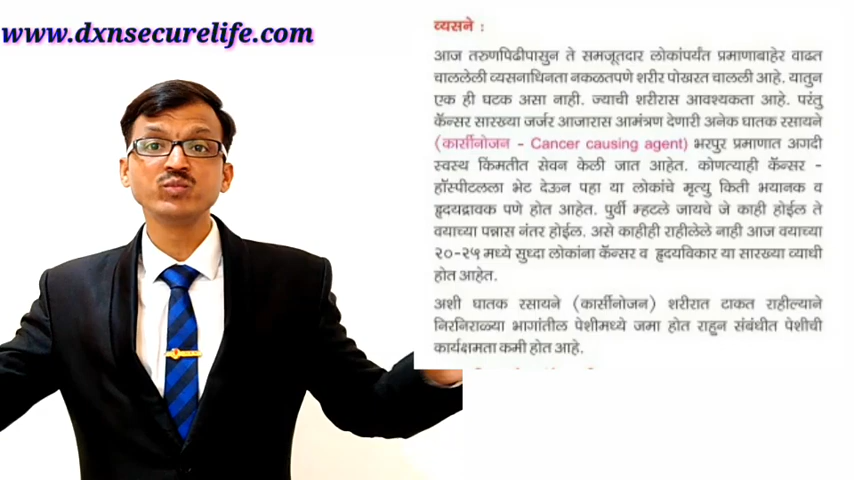 www.dxnsecurelife.com
व्यसने :
आज तरुणपिढीपासुन ते समजूतदार लोकांपर्यंत प्रमाणाबाहेर वाढत
चाललेली व्यसनाधिनता नकळतपणे शरीर पोखरत चालली आहे. यातुन
एक ही घटक असा नाही. ज्याची शरीरास आवश्यकता आहे. परंतु
कॅन्सर सारख्या जर्जर आजारास आमंत्रण देणारी अनेक घातक रसायने
(कार्सीनोजन - Cancer causing agent) भरपुर प्रमाणात अगदी
स्वस्थ किंमतीत सेवन केली जात आहेत. कोणत्याही कॅन्सर -
हॉस्पीटलला भेट देऊन पहा या लोकांचे मृत्यु किती भयानक व
हृदयद्रावक पणे होत आहेत. पुर्वी म्हटले जायचे जे काही होईल ते
वयाच्या पन्नास नंतर होईल. असे काहीही राहीलेले नाही आज वयाच्या
२०-२५ मध्ये सुध्दा लोकांना कॅन्सर व हृदयविकार या सारख्या व्याधी
होत आहेत.
अशी घातक रसायने (कार्सीनोजन) शरीरात टाकत राहील्याने
निरनिराळ्या भागांतील पेशीमध्ये जमा होत राहुन संबंधीत पेशीची
कार्यक्षमता कमी होत आहे.